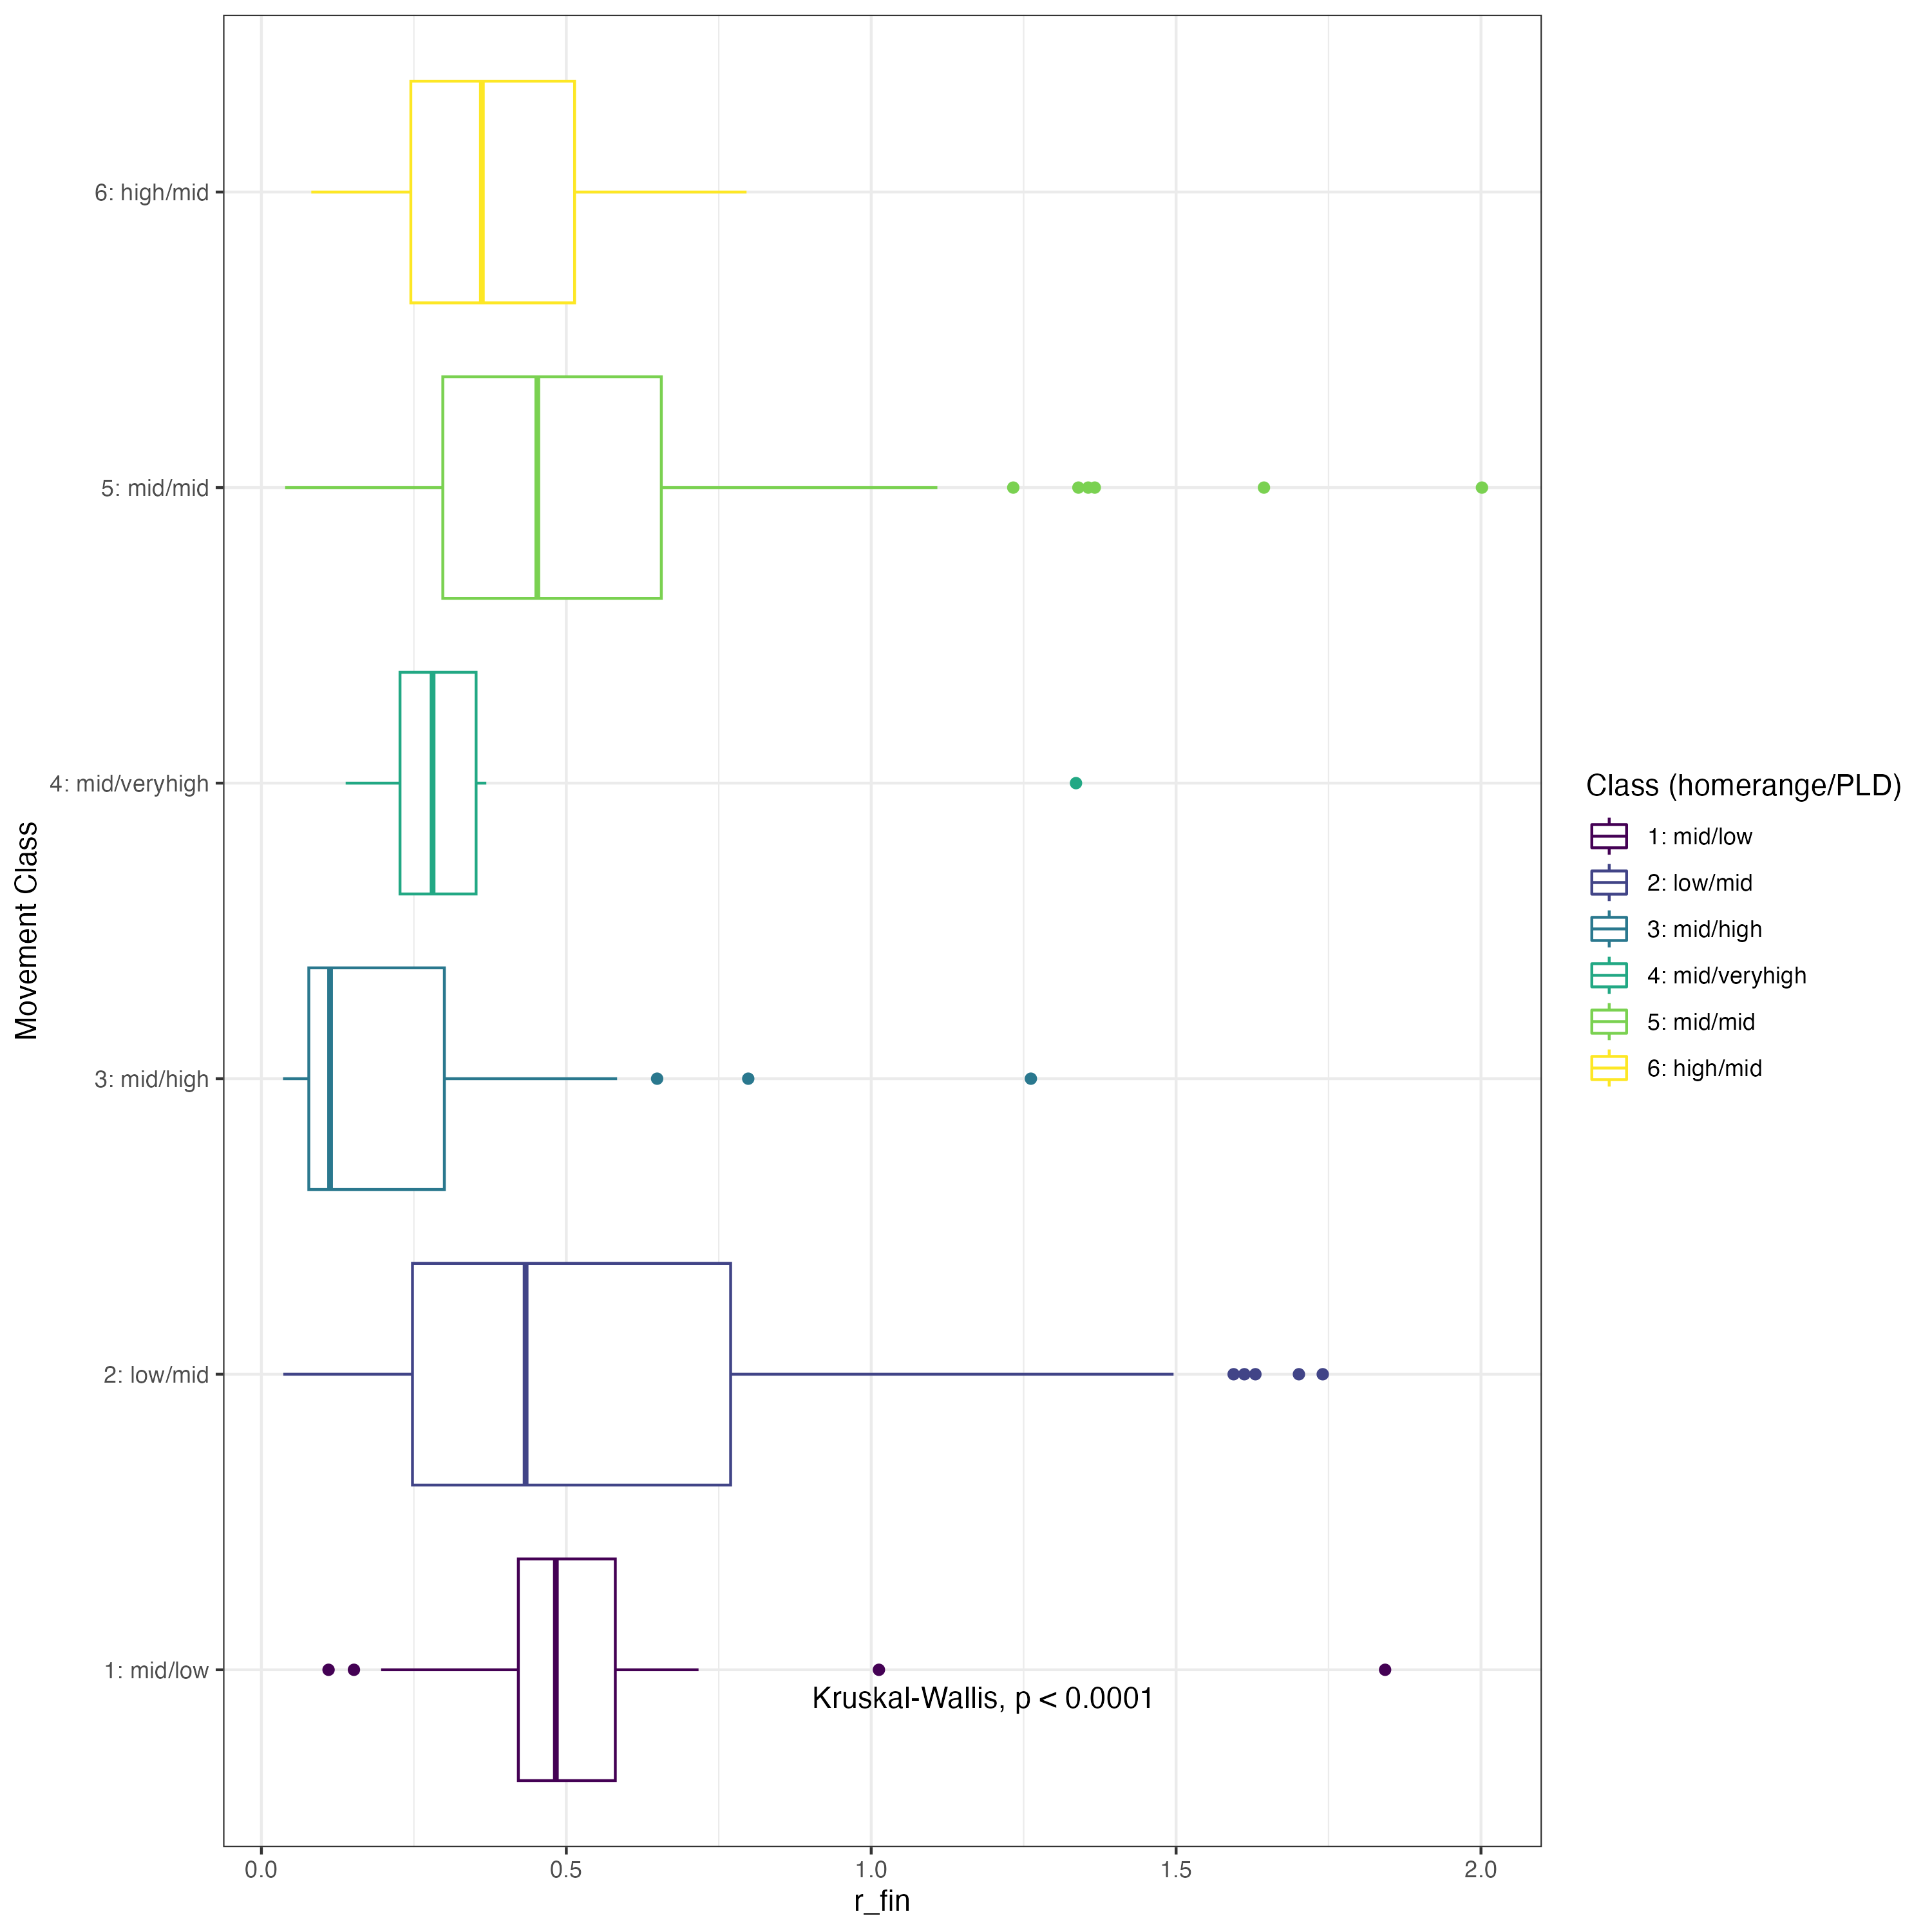 6: high/mid
5: mid/mid
4: mid/veryhigh
3: mid/high
2: low/mid
1: mid/low
Movement Class
Kruskal-Wallis, p < 0.0001
0.0 0.5 1.0 1.5 2.0
r_fin
Class (homerange/PLD)
1: mid/low
2: low/mid
3: mid/high
4: mid/veryhigh
5: mid/mid
6: high/mid